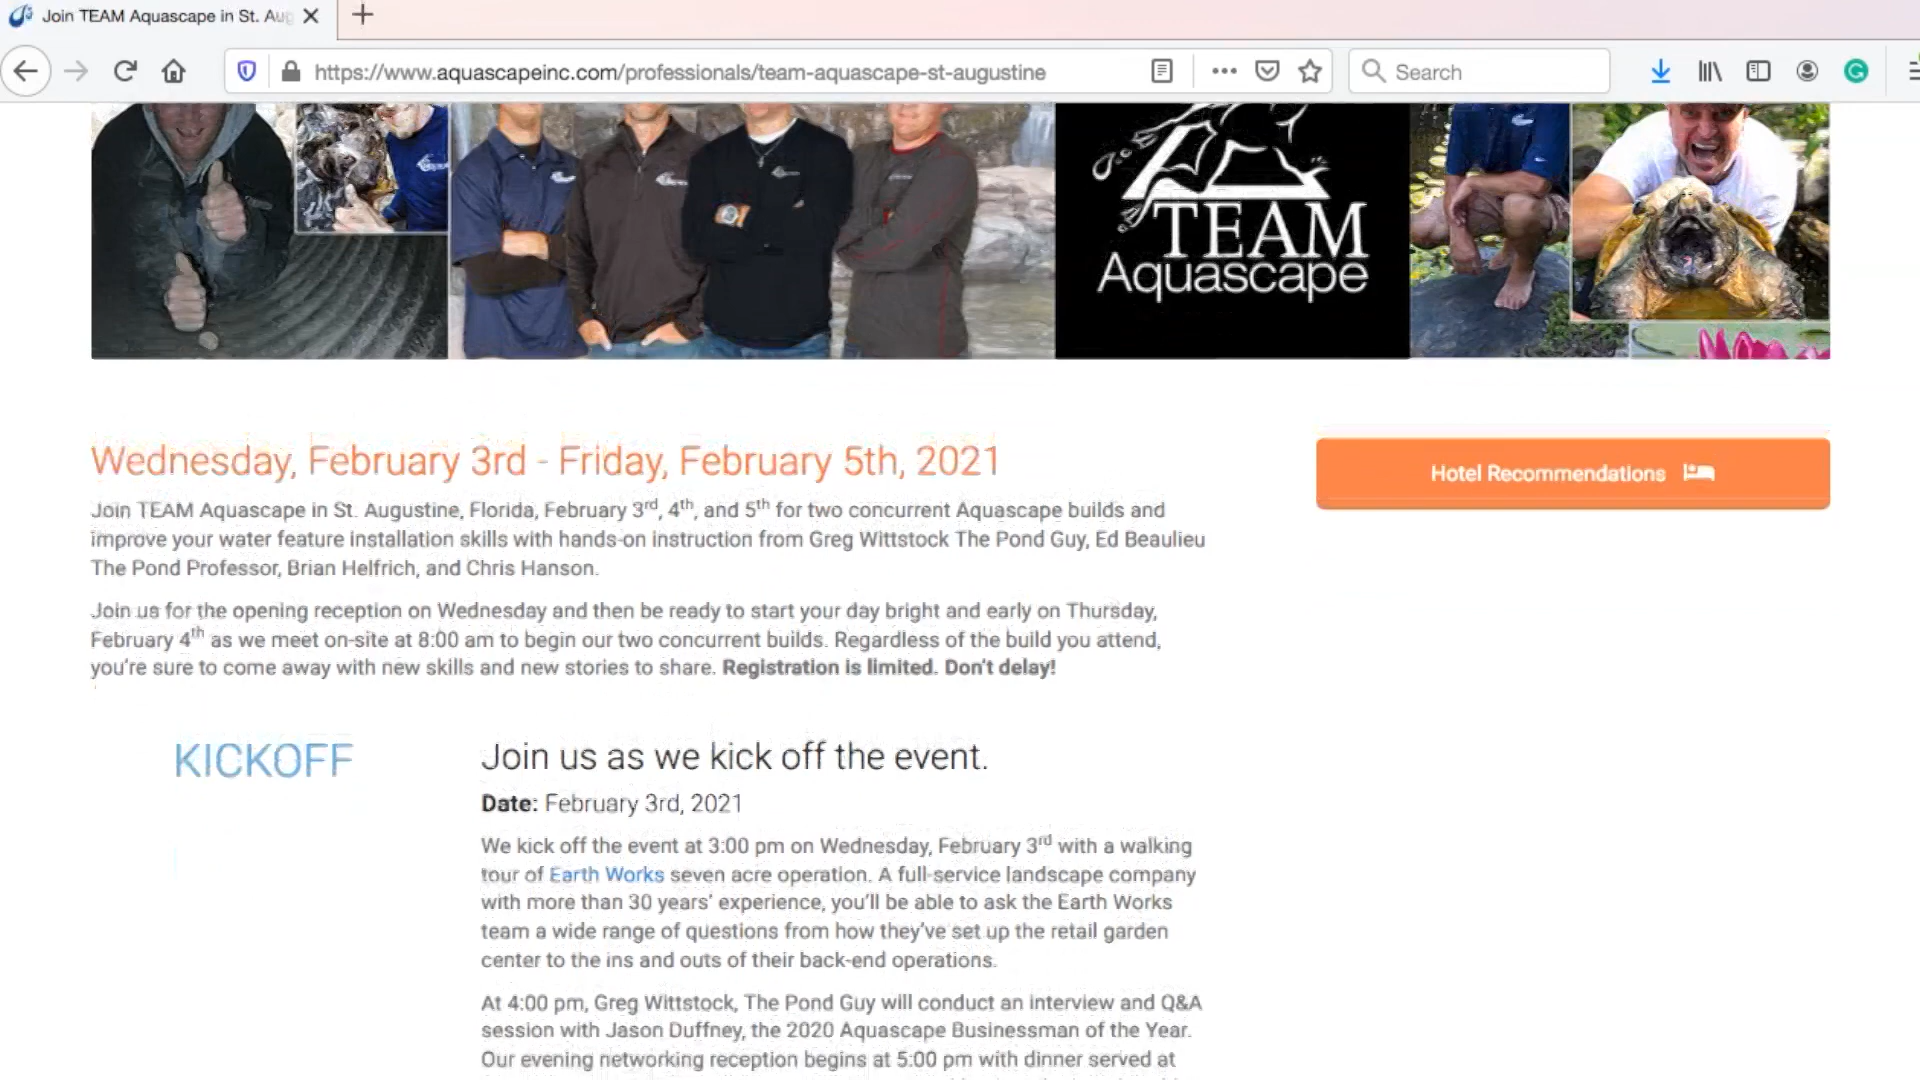 Join TEAM Aquascape in St. Aug
https://www.aquascapeinc.com/professionals/team-aquascape-st-augustine
Search
TEAM
Aquascape
Wednesday, February 3rd - Friday, February 5th, 2021
Hotel Recommendations
Join TEAM Aquascape in St. Augustine, Florida, February 3rd, 4th, and 5th for two concurrent Aquascape builds and
improve your water feature installation skills with hands-on instruction from Greg Wittstock The Pond Guy, Ed Beaulieu
The Pond Professor, Brian Helfrich, and Chris Hanson.
Join us for the opening reception on Wednesday and then be ready to start your day bright and early on Thursday,
February 4th as we meet on-site at 8:00 am to begin our two concurrent builds. Regardless of the build you attend,
you're sure to come away with new skills and new stories to share. Registration is limited. Don't delay!
KICKOFF
Join us as we kick off the event.
Date: February 3rd, 2021
We kick off the event at 3:00 pm on Wednesday, February 3rd with a walking
tour of Earth Works seven acre operation. A full-service landscape company
with more than 30 years' experience, you'll be able to ask the Earth Works
team a wide range of questions from how they've set up the retail garden
center to the ins and outs of their back-end operations.
At 4:00 pm, Greg Wittstock, The Pond Guy will conduct an interview and Q&A
session with Jason Duffney, the 2020 Aquascape Businessman of the Year.
Our evening networking reception begins at 5:00 pm with dinner served at